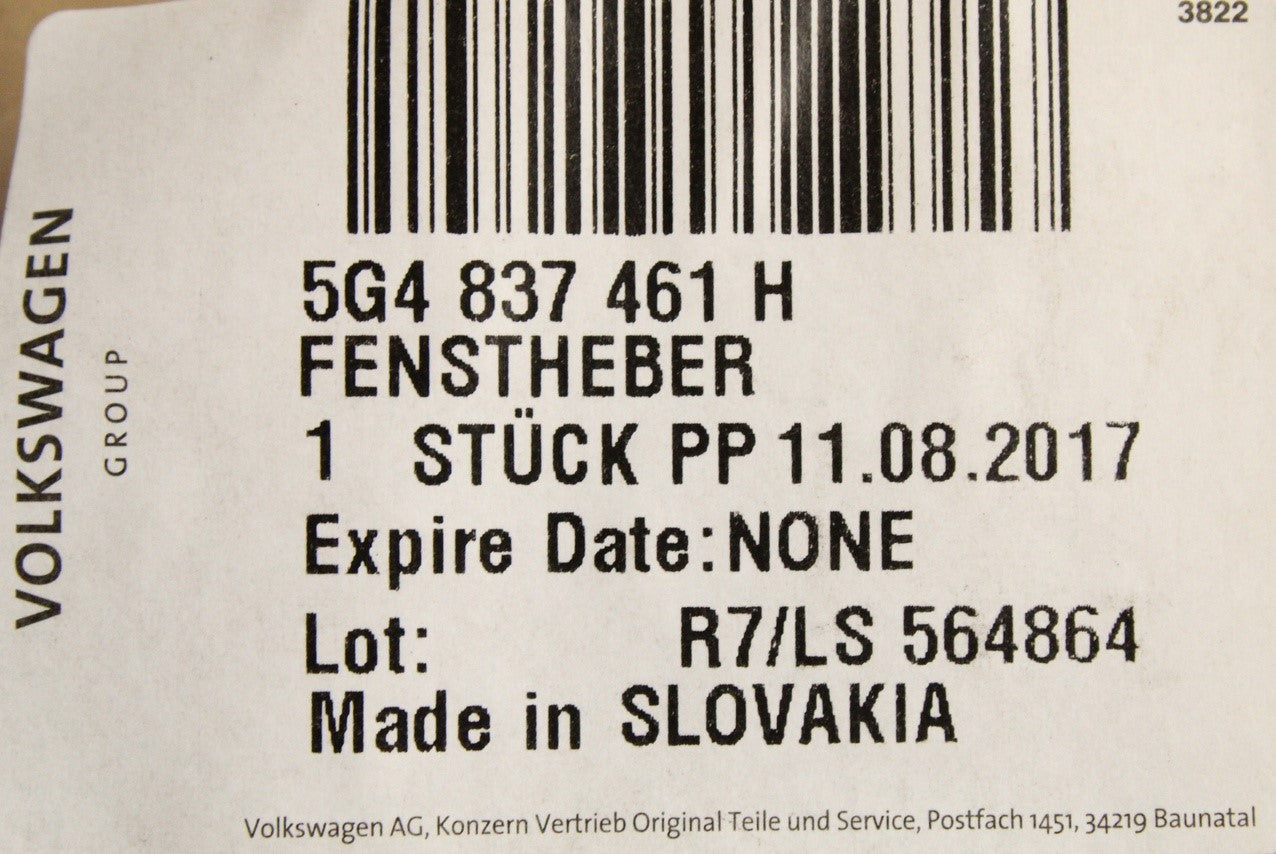 3822
VOLKSWAGEN
GROUP
5G4 837 461 H
FENSTHEBER
1 STÜCK PP 11.08.2017
Expire Date:NONE
Lot: R7/LS 564864
Made in SLOVAKIA
Volkswagen AG, Konzern Vertrieb Original Teile und Service, Postfach 1451, 34219 Baunatal